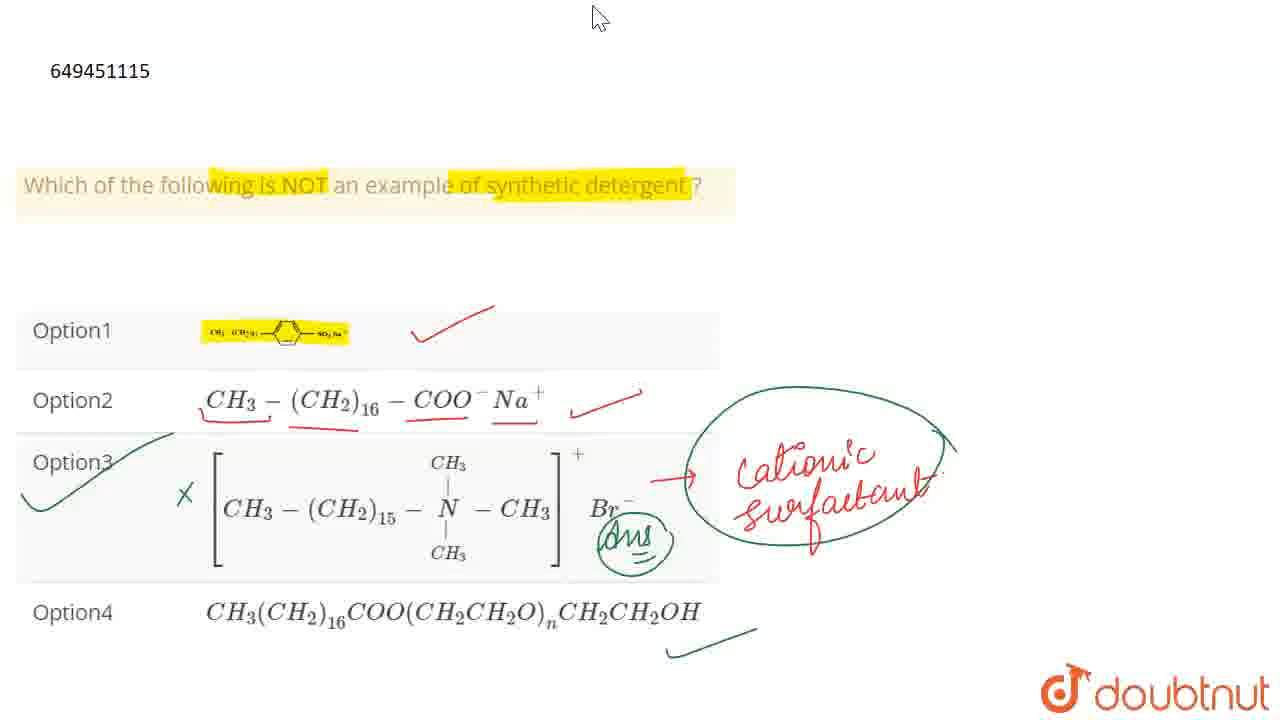 649451115
Which of the following is NOT an example of synthetic detergent ?
Option1
Option2 CH₃ − (CH₂)₁₆ − COO⁻ Na⁺
Option3
CH₃
[CH₃ − (CH₂)₁₅ − N − CH₃]⁺ Br⁻
CH₃
Ans
cationic
surfactant
Option4 CH₃(CH₂)₁₆COO(CH₂CH₂O)ₙCH₂CH₂OH
doubtnut